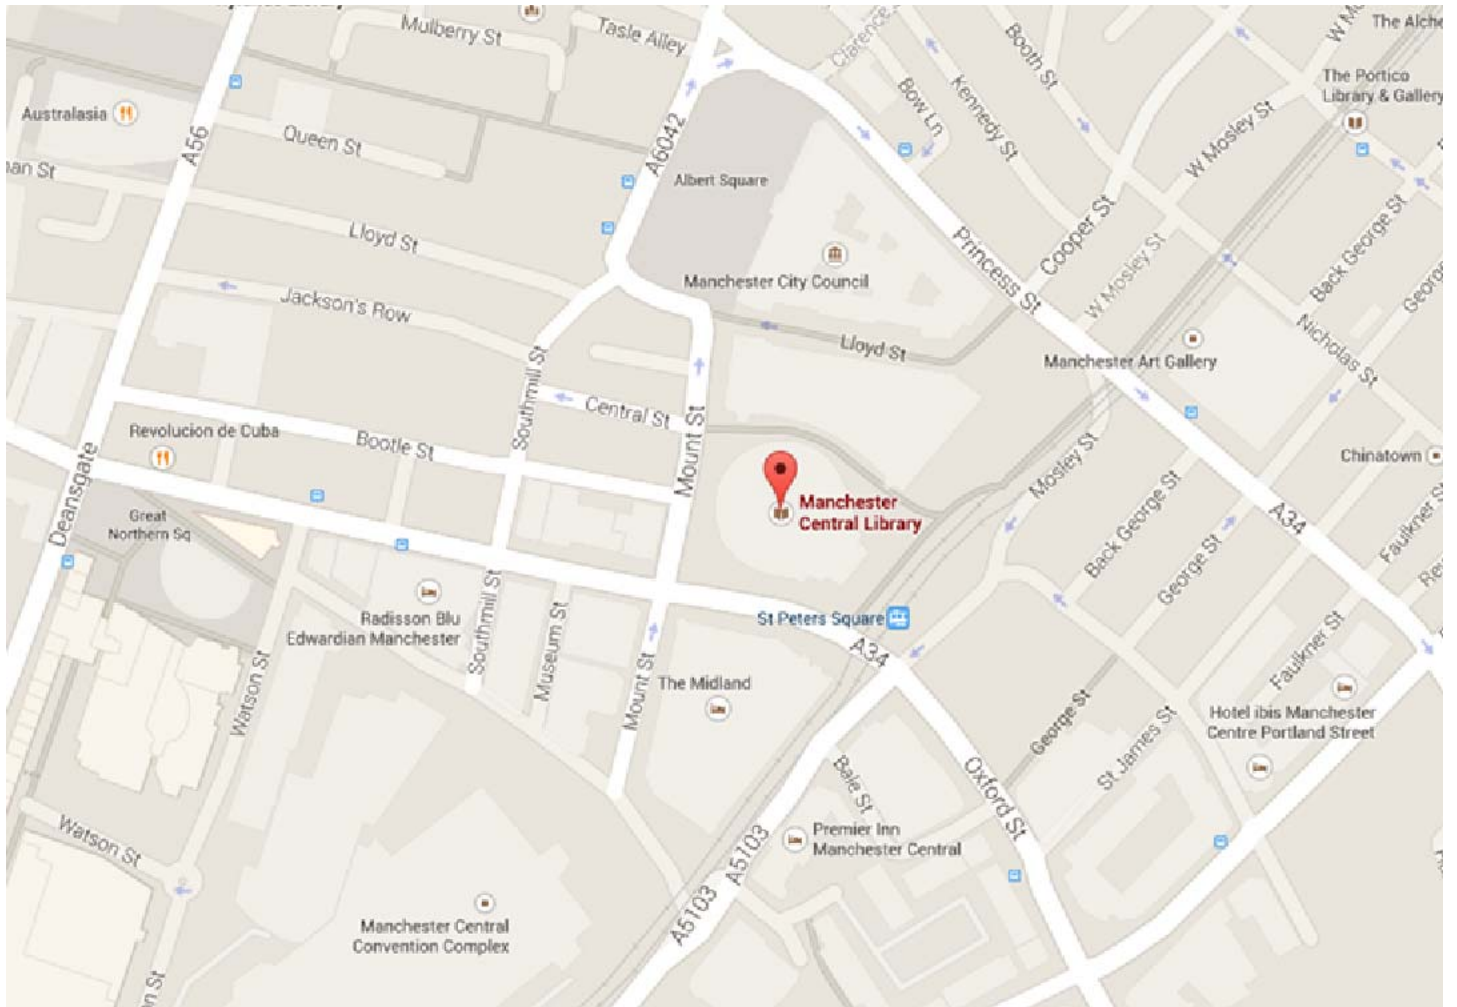 Mulberry St
Tasle Alley
Booth St
The Alche
The Portico
Library & Gallery
Australasia
A56
Queen St
A6042
Bow Ln
Kennedy St
W Mosley St
Albert Square
Lloyd St
Princess St
Cooper St
W Mosley St
Back George St
Manchester City Council
Jackson's Row
Lloyd St
Nicholas St
Manchester Art Gallery
Southmill St
Central St
Mount St
Revolucion de Cuba
Bootle St
Mosley St
Chinatown
Deansgate
Great
Northern Sq
Manchester
Central Library
Back George St
George St
A34
Faulkner St
Radisson Blu
Edwardian Manchester
Southmill St
Museum St
St Peters Square
A34
Faulkner St
Watson St
Mount St
The Midland
George St
St James St
Hotel ibis Manchester
Centre Portland Street
Bale St
Oxford St
Watson St
Premier Inn
Manchester Central
A5103
A5103
Manchester Central
Convention Complex